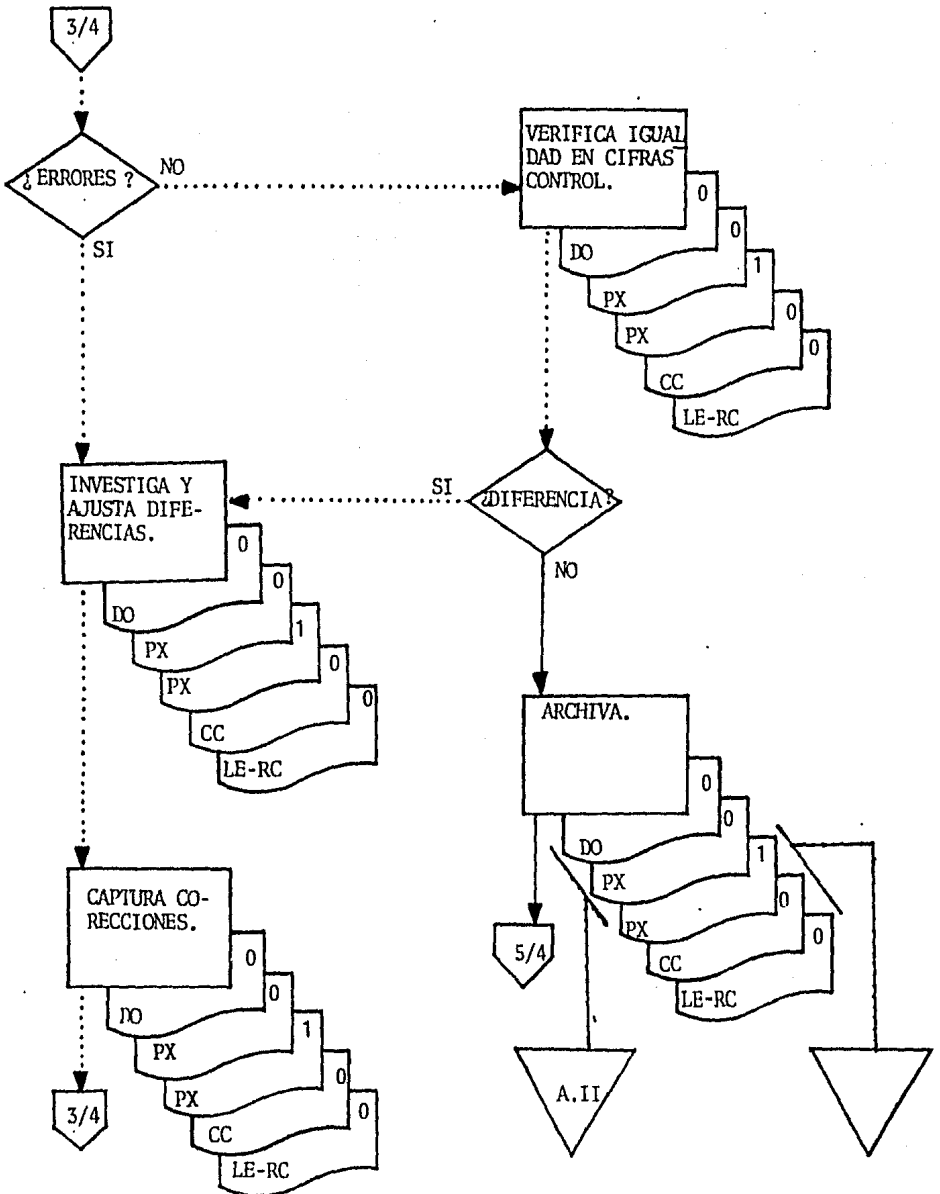 3/4
¿ERRORES?
NO
SI
VERIFICA IGUAL
DAD EN CIFRAS
CONTROL.
0
DO
0
PX
1
PX
0
CC
0
LE-RC
¿DIFERENCIA?
SI
NO
INVESTIGA Y
AJUSTA DIFE-
RENCIAS.
0
DO
0
PX
1
PX
0
CC
0
LE-RC
CAPTURA CO-
RECCIONES.
0
DO
0
PX
1
PX
0
CC
0
LE-RC
3/4
ARCHIVA.
0
DO
0
PX
1
PX
0
CC
0
LE-RC
5/4
A.II